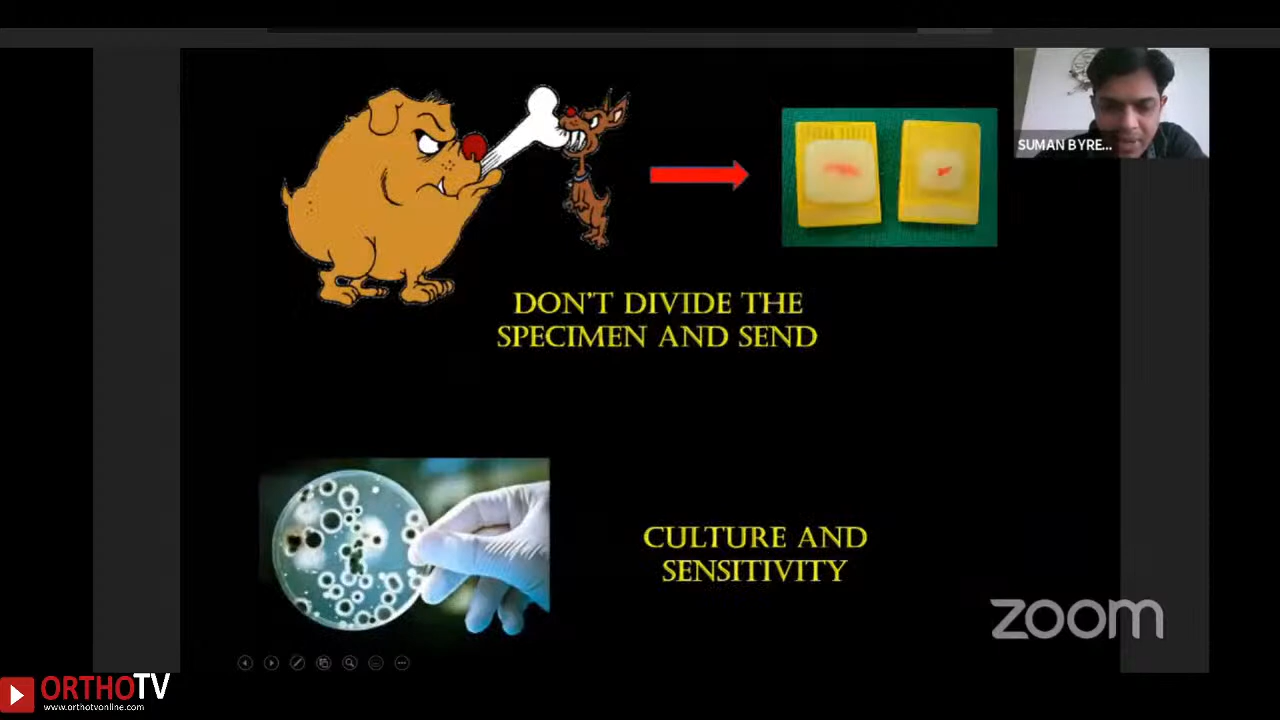 SUMAN BYRE...
DON'T DIVIDE THE
SPECIMEN AND SEND
CULTURE AND
SENSITIVITY
zoom
ORTHOTV
www.orthotvonline.com